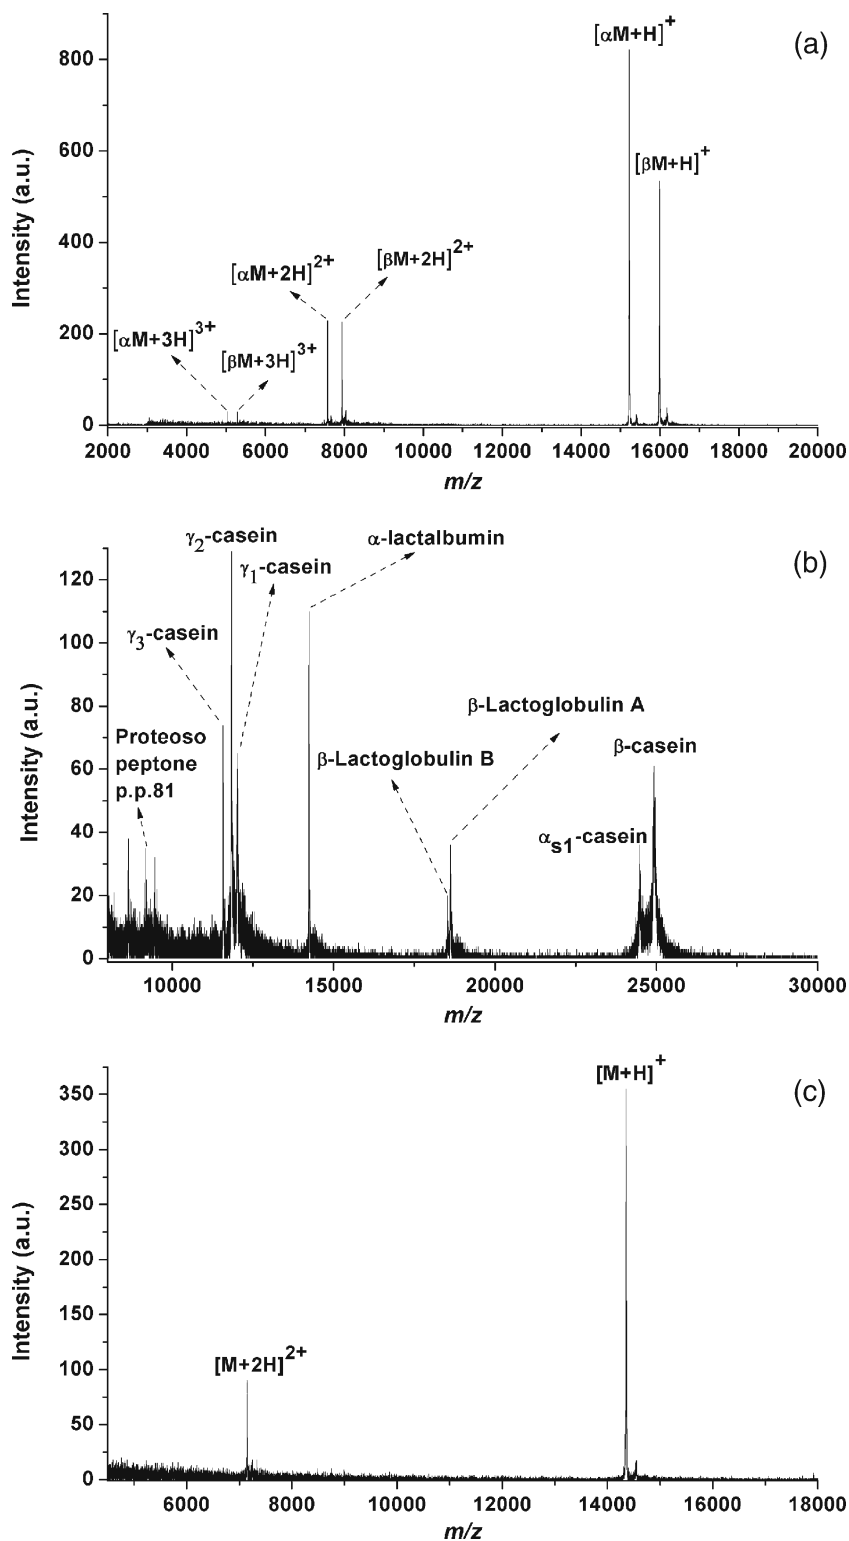 (a)
[αM+H]⁺
[βM+H]⁺
[αM+2H]²⁺
[βM+2H]²⁺
[αM+3H]³⁺
[βM+3H]³⁺
Intensity (a.u.)
800
600
400
200
0
2000 4000 6000 8000 10000 12000 14000 16000 18000 20000
m/z
(b)
γ₂-casein
α-lactalbumin
γ₁-casein
γ₃-casein
β-Lactoglobulin A
Proteoso
peptone
p.p.81
β-Lactoglobulin B
β-casein
αs1-casein
Intensity (a.u.)
120
100
80
60
40
20
0
10000 15000 20000 25000 30000
m/z
(c)
[M+H]⁺
[M+2H]²⁺
Intensity (a.u.)
350
300
250
200
150
100
50
0
6000 8000 10000 12000 14000 16000 18000
m/z